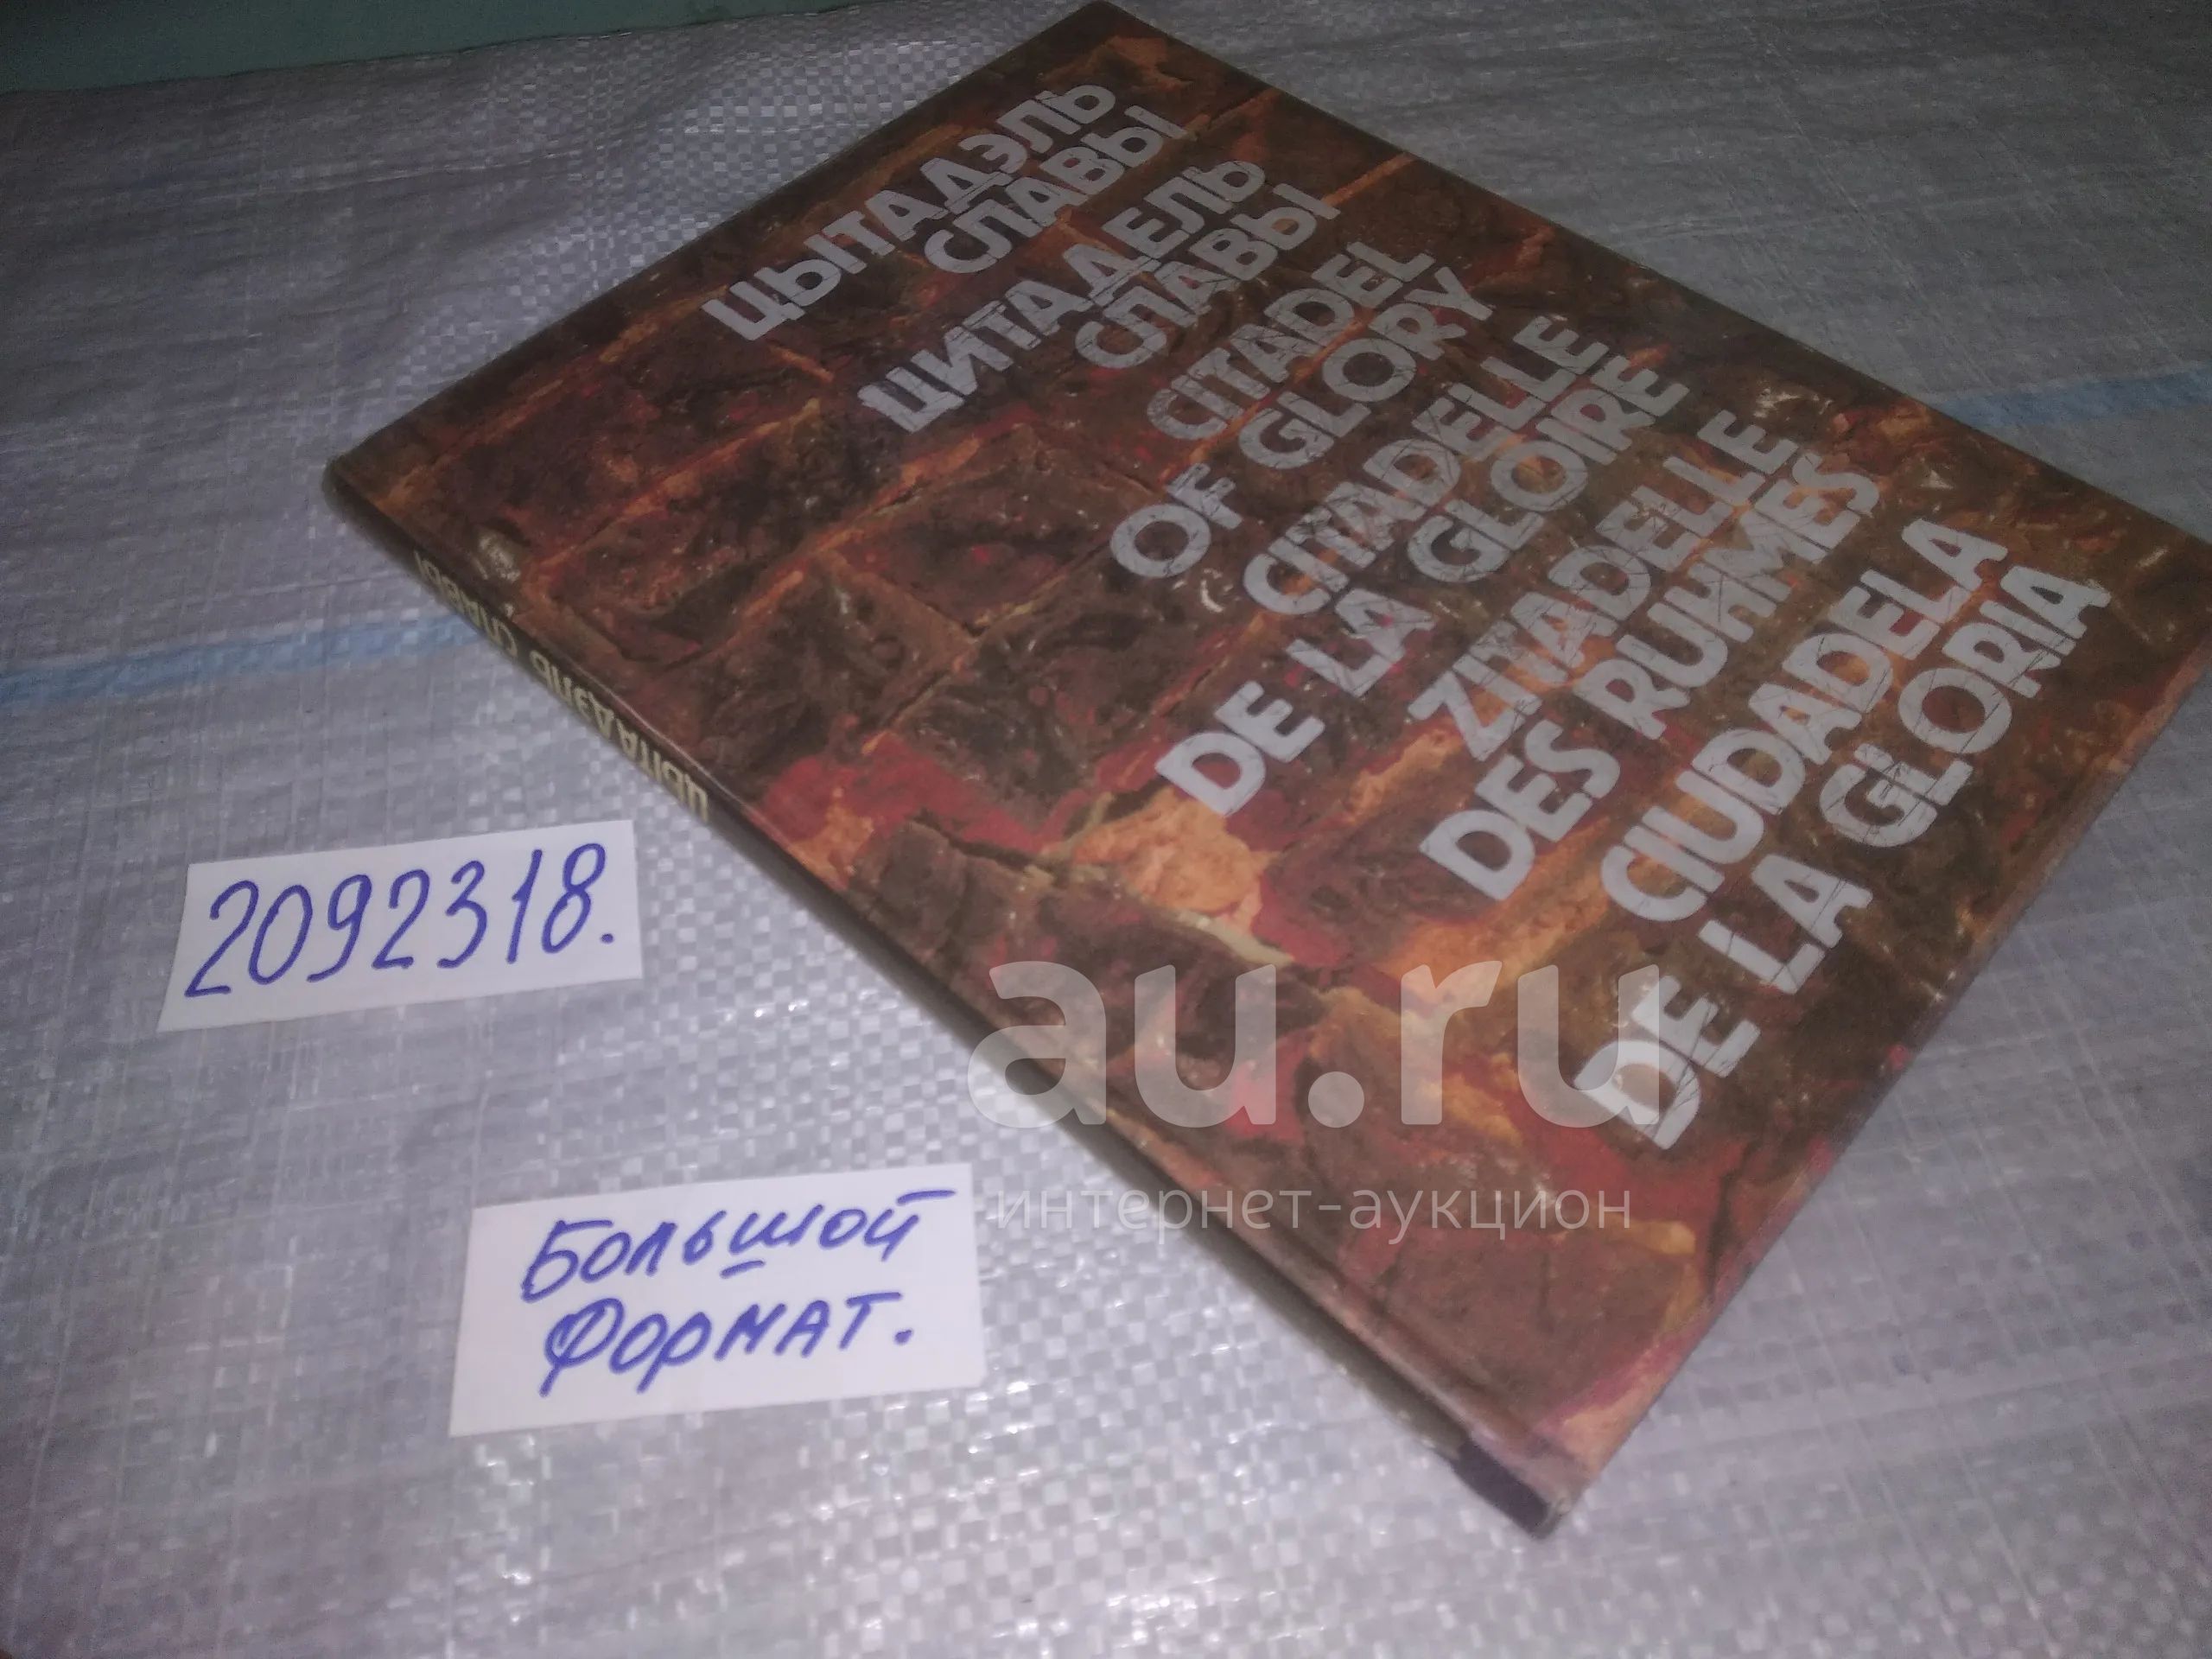 ЦЫТАДЭЛЬ
СЛАВЫ
ЦИТАДЕЛЬ
СЛАВЫ
CITADEL
OF GLORY
CITADELLE
DE LA GLOIRE
ZITADELLE
DES RUHMES
CIUDADELA
DE LA GLORIA
ЦЫТАДЭЛЬ СЛАВЫ
2092318.
Большой
формат.
au.ru
интернет-аукцион